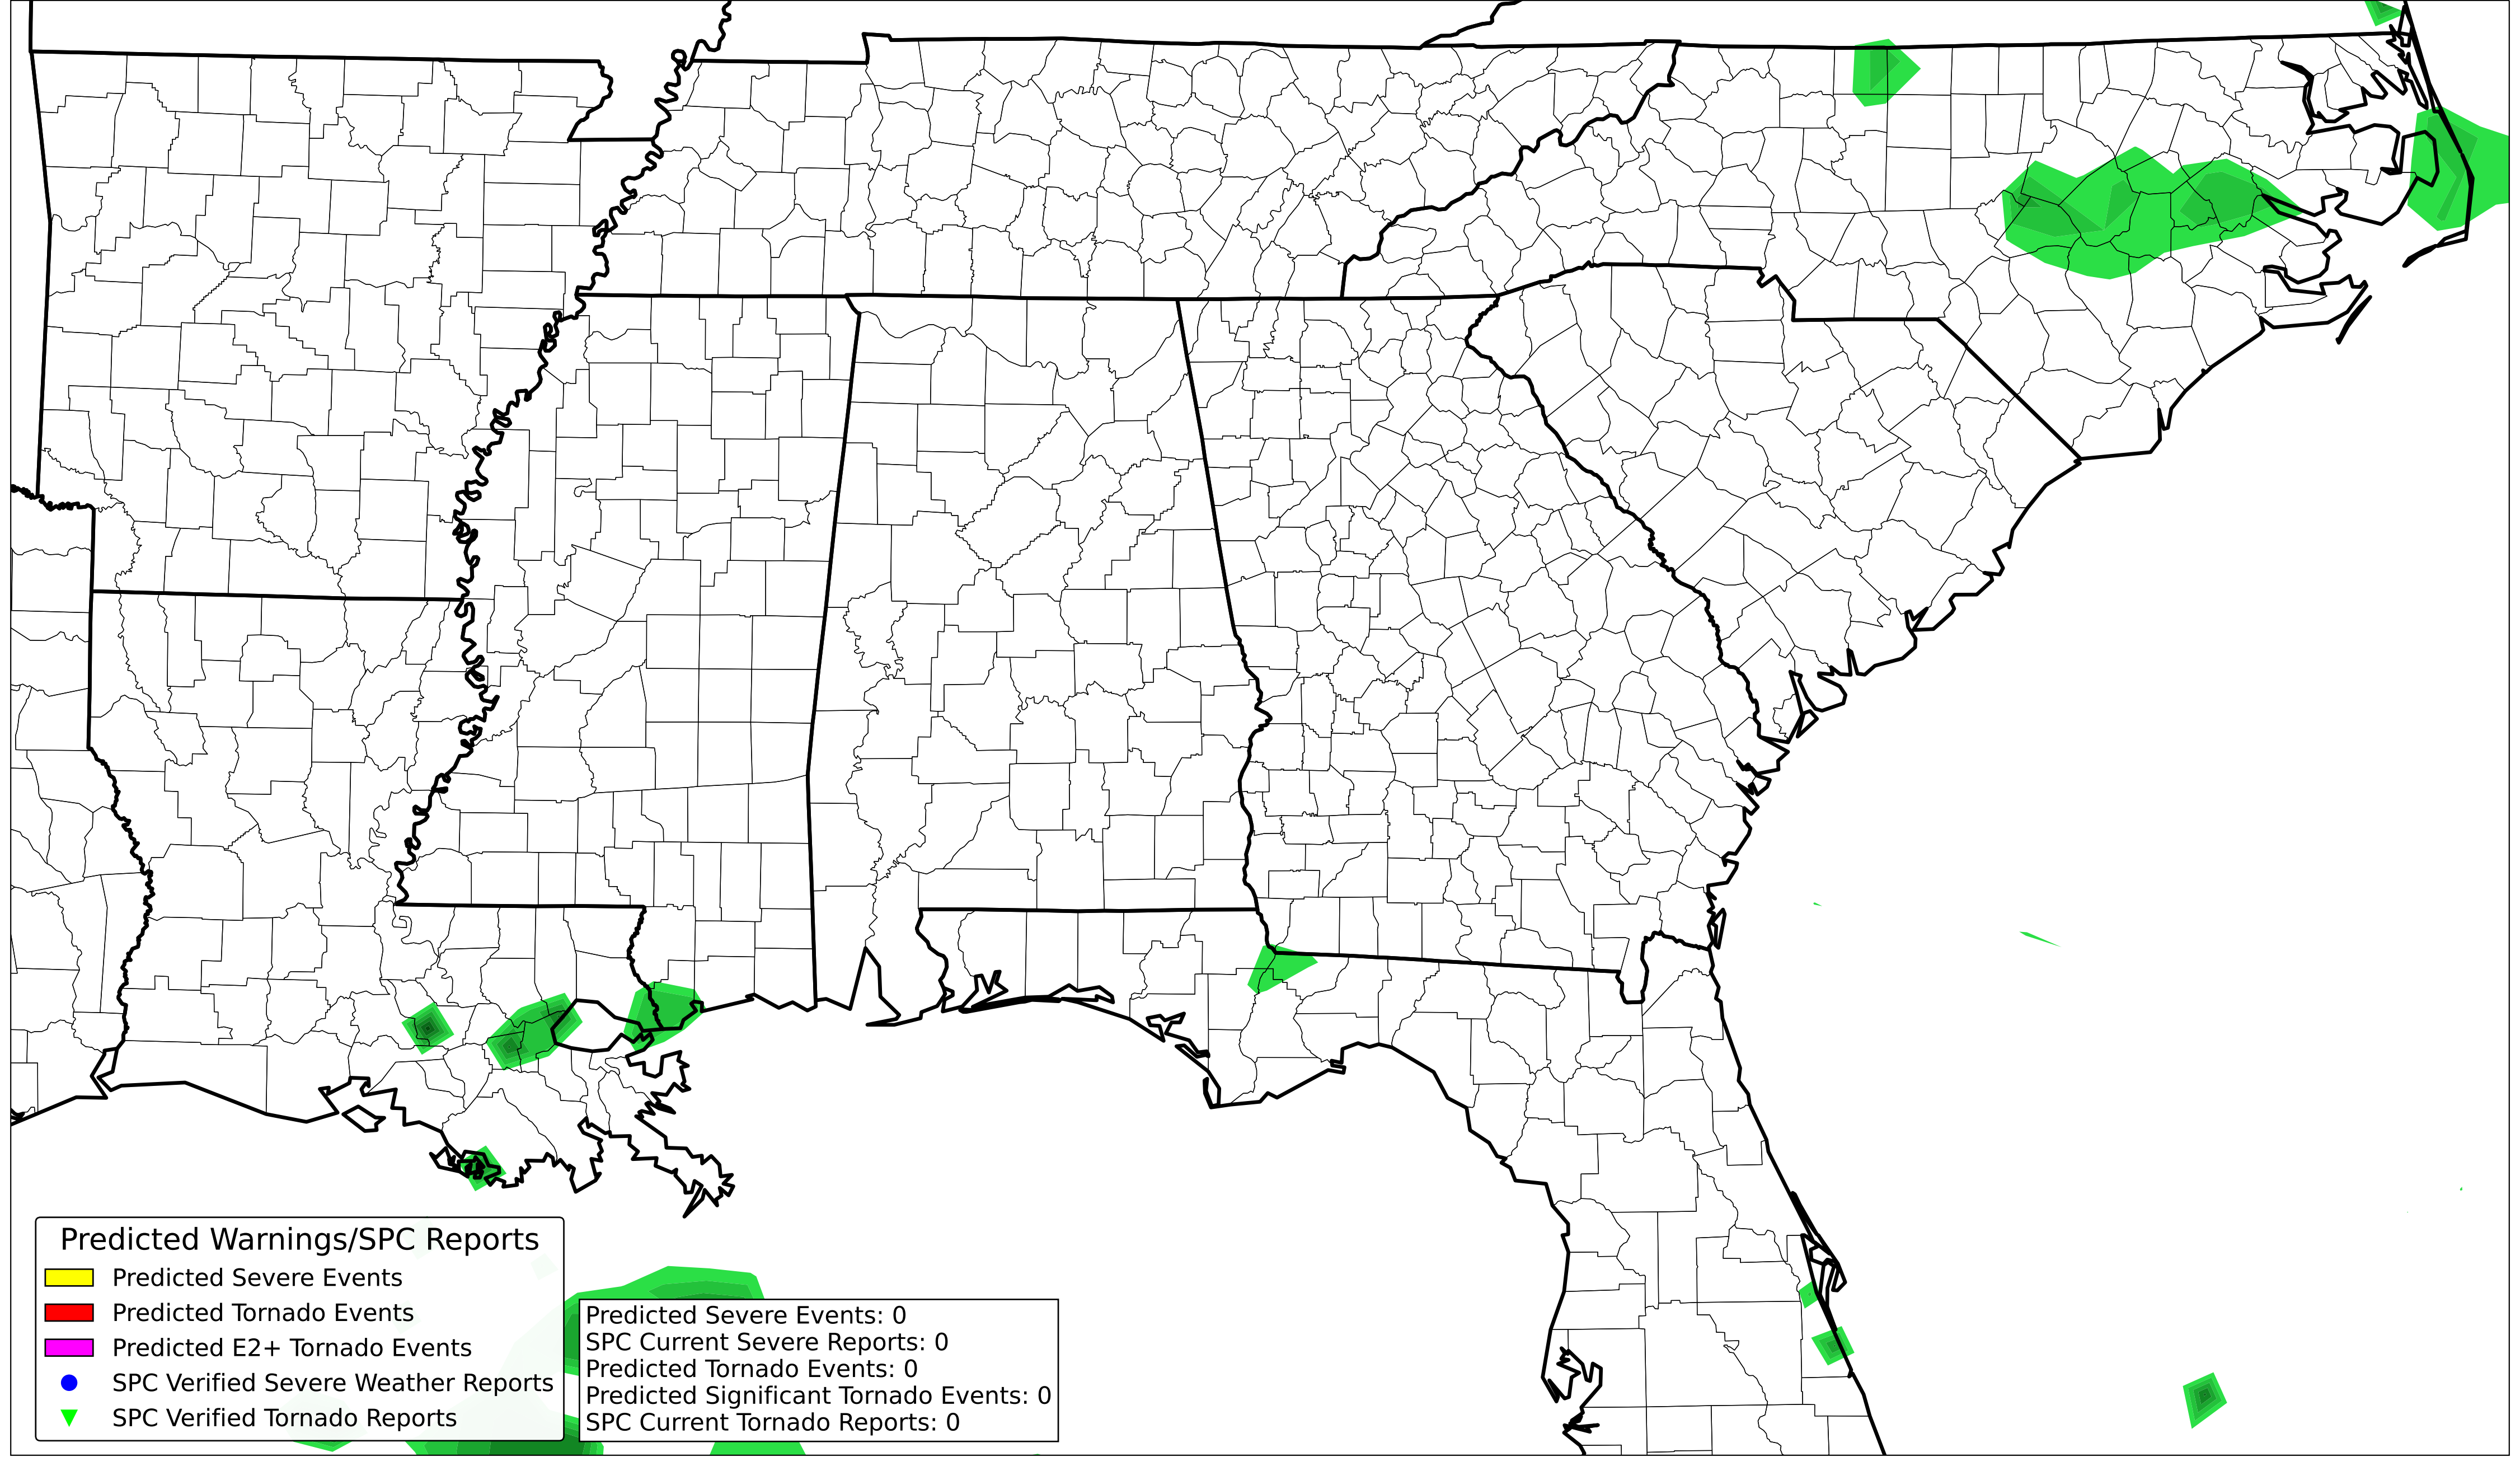 Predicted Warnings/SPC Reports
Predicted Severe Events
Predicted Tornado Events
Predicted E2+ Tornado Events
SPC Verified Severe Weather Reports
SPC Verified Tornado Reports
Predicted Severe Events: 0
SPC Current Severe Reports: 0
Predicted Tornado Events: 0
Predicted Significant Tornado Events: 0
SPC Current Tornado Reports: 0